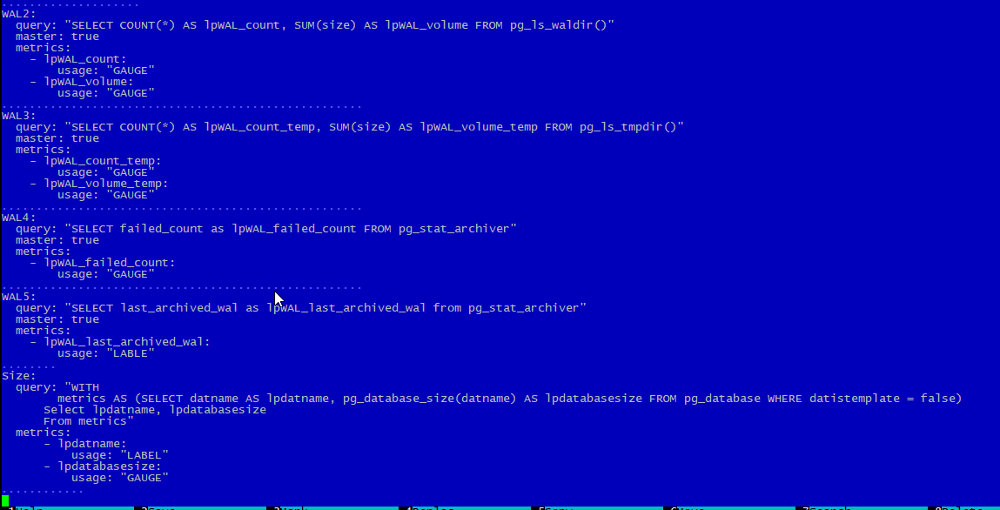 WAL2:
query: "SELECT COUNT(*) AS lpWAL_count, SUM(size) AS lpWAL_volume FROM pg_ls_waldir()"
master: true
metrics:
- lpWAL_count:
usage: "GAUGE"
- lpWAL_volume:
usage: "GAUGE"
WAL3:
query: "SELECT COUNT(*) AS lpWAL_count_temp, SUM(size) AS lpWAL_volume_temp FROM pg_ls_tmpdir()"
master: true
metrics:
- lpWAL_count_temp:
usage: "GAUGE"
- lpWAL_volume_temp:
usage: "GAUGE"
WAL4:
query: "SELECT failed_count as lpWAL_failed_count FROM pg_stat_archiver"
master: true
metrics:
- lpWAL_failed_count:
usage: "GAUGE"
WAL5:
query: "SELECT last_archived_wal as lpWAL_last_archived_wal from pg_stat_archiver"
master: true
metrics:
- lpWAL_last_archived_wal:
usage: "LABLE"
Size:
query: "WITH
metrics AS (SELECT datname AS lpdatname, pg_database_size(datname) AS lpdatabasesize FROM pg_database WHERE datistemplate = false)
Select lpdatname, lpdatabasesize
From metrics"
metrics:
- lpdatname:
usage: "LABEL"
- lpdatabasesize:
usage: "GAUGE"